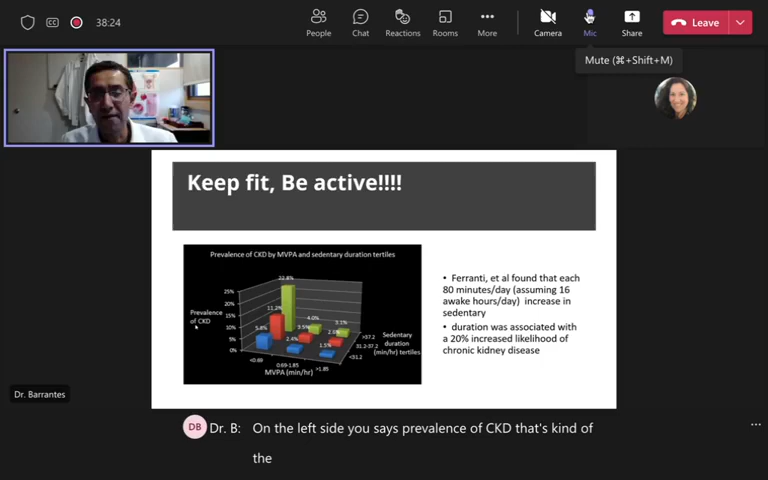 38:24
People
Chat
Reactions
Rooms
More
Camera
Mic
Share
Leave
Mute (⌘+Shift+M)
Keep fit, Be active!!!!
Prevalence of CKD by MVPA and sedentary duration tertiles
Prevalence
of CKD
25%
20%
15%
10%
5%
0%
22.8%
11.2%
5.8%
4.0%
3.5%
2.4%
3.1%
1.5%
<0.69
0.69-1.85
>1.85
MVPA (min/hr)
>37.2
31.2-37.2
<31.2
Sedentary
duration
(min/hr) tertiles
• Ferranti, et al found that each
80 minutes/day (assuming 16
awake hours/day) increase in
sedentary
• duration was associated with
a 20% increased likelihood of
chronic kidney disease
Dr. Barrantes
DB Dr. B: On the left side you says prevalence of CKD that's kind of
the